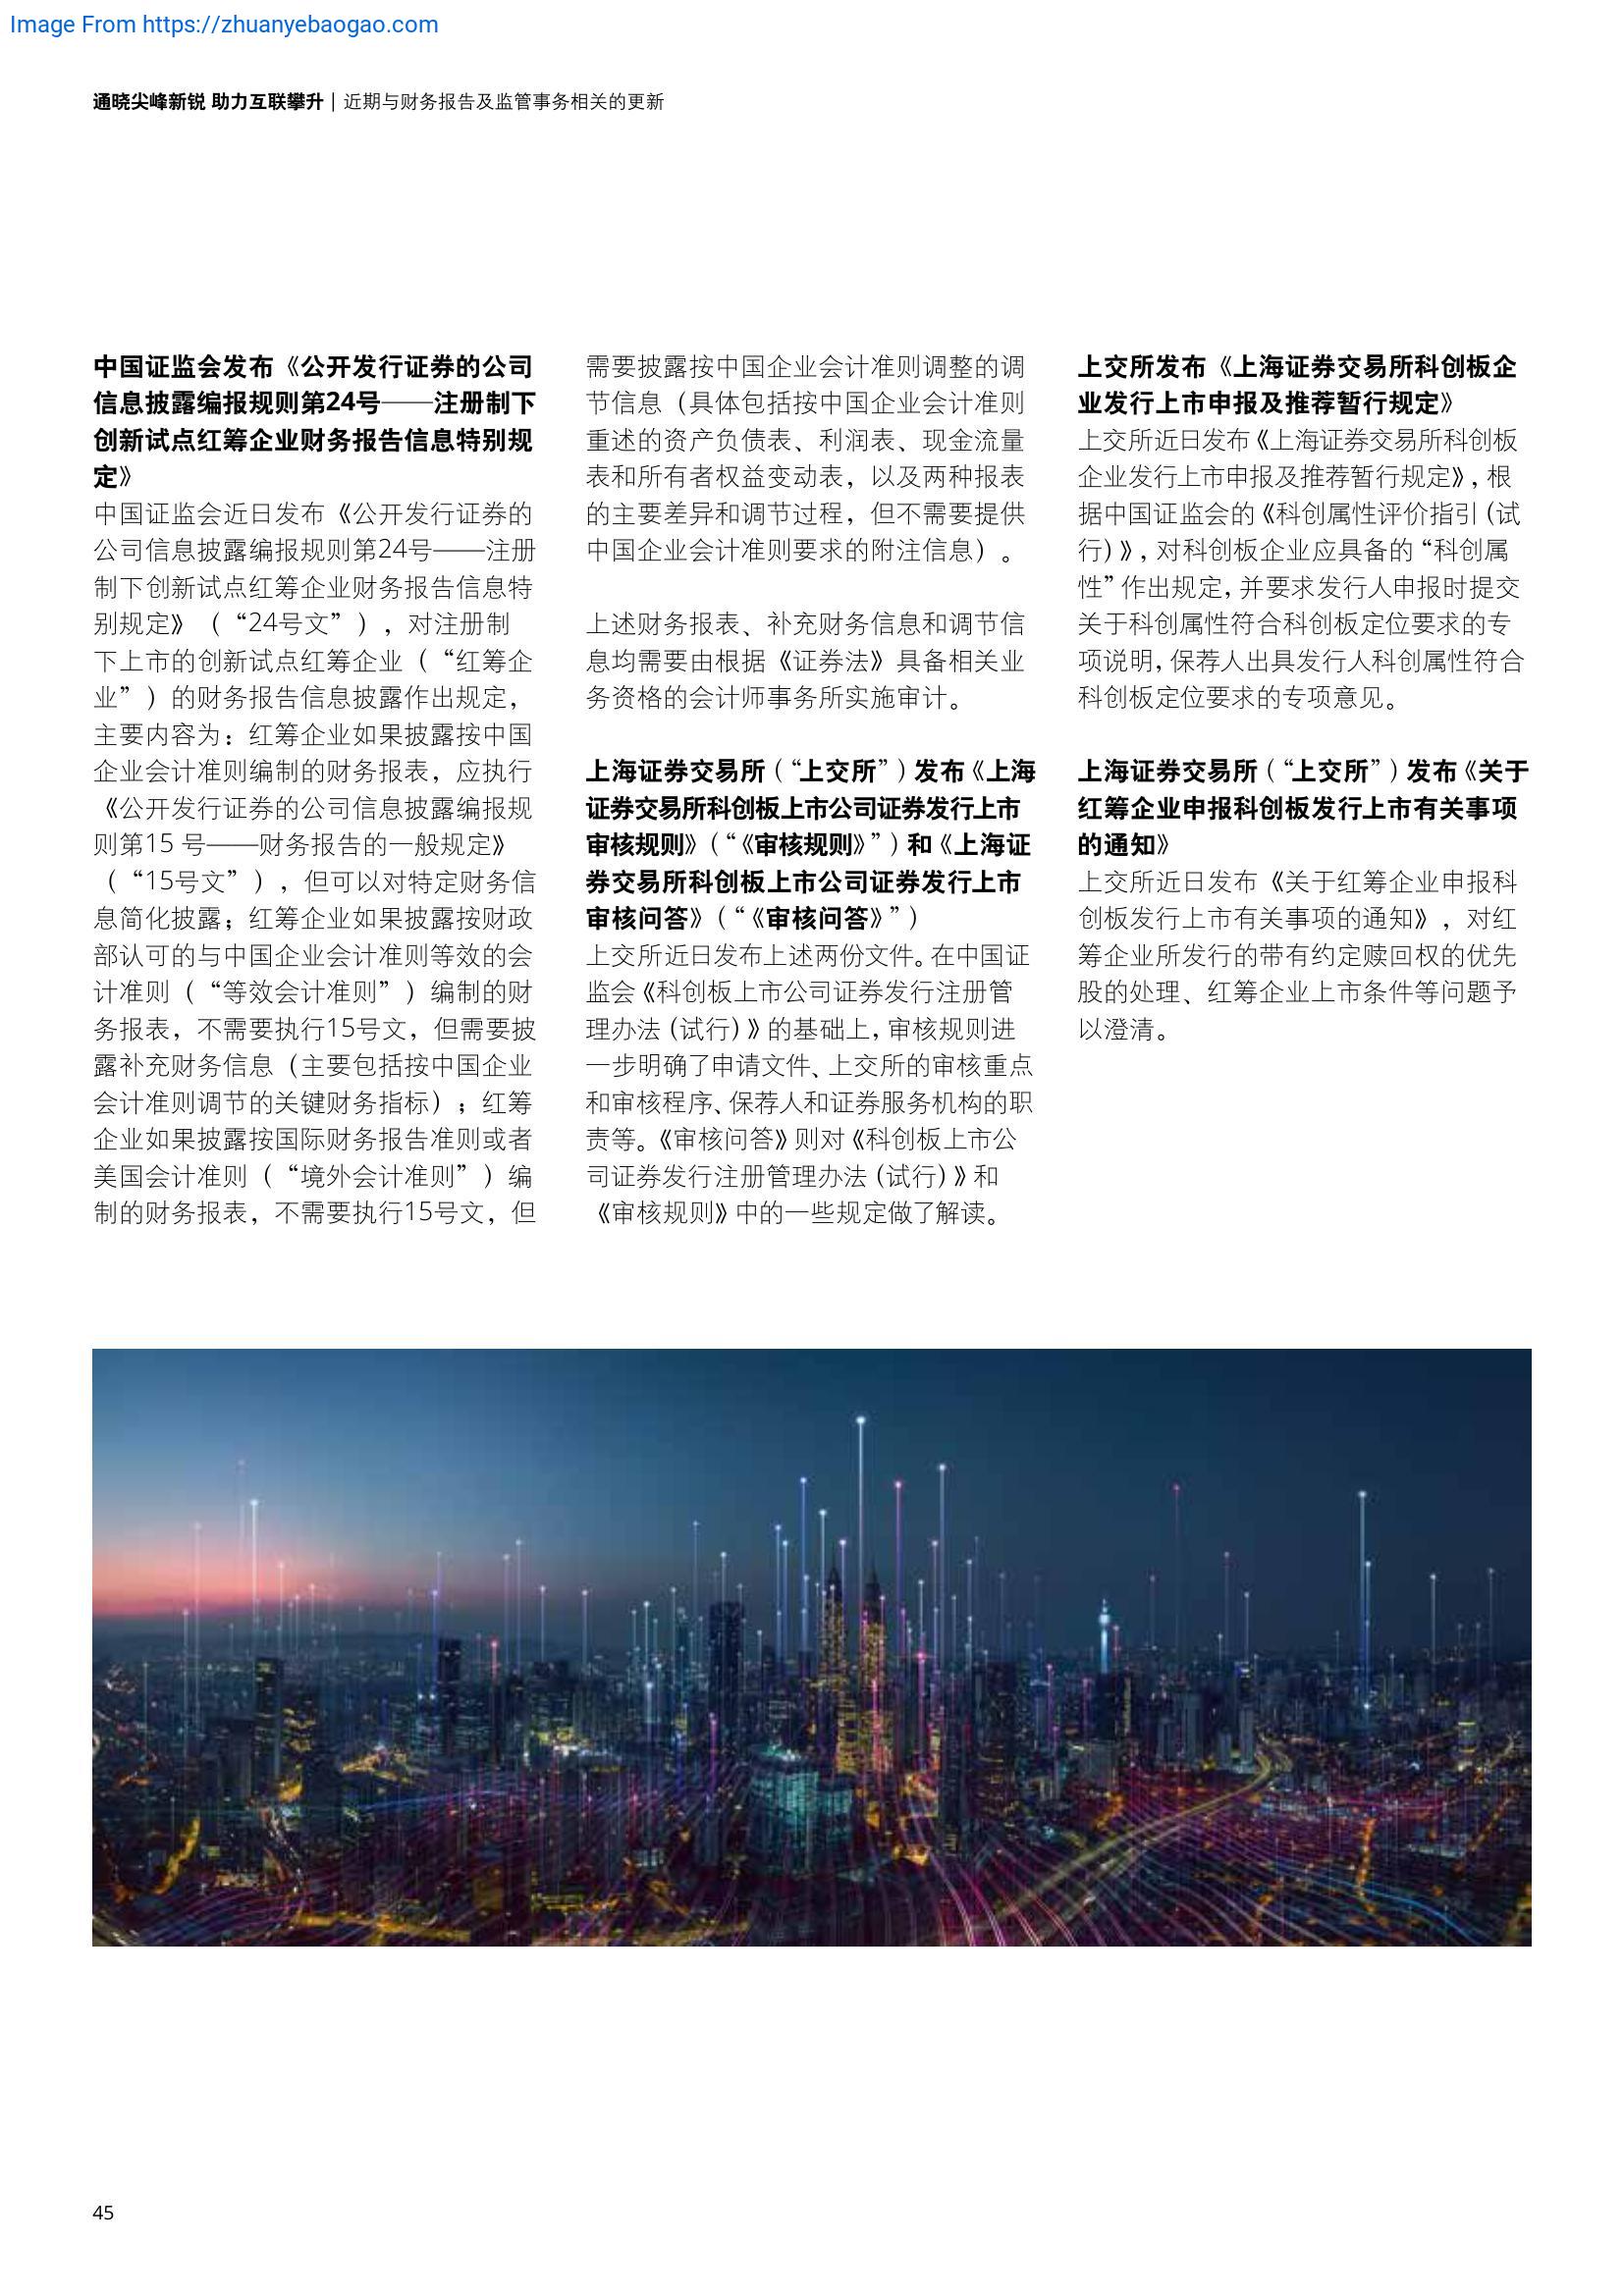 Image From https://zhuanyebaogao.com
通晓尖峰新锐 助力互联攀升 | 近期与财务报告及监管事务相关的更新
中国证监会发布《公开发行证券的公司
信息披露编报规则第24号——注册制下
创新试点红筹企业财务报告信息特别规
定》
中国证监会近日发布《公开发行证券的
公司信息披露编报规则第24号——注册
制下创新试点红筹企业财务报告信息特
别规定》（“24号文”），对注册制
下上市的创新试点红筹企业（“红筹企
业”）的财务报告信息披露作出规定，
主要内容为：红筹企业如果披露按中国
企业会计准则编制的财务报表，应执行
《公开发行证券的公司信息披露编报规
则第15 号——财务报告的一般规定》
（“15号文”），但可以对特定财务信
息简化披露；红筹企业如果披露按财政
部认可的与中国企业会计准则等效的会
计准则（“等效会计准则”）编制的财
务报表，不需要执行15号文，但需要披
露补充财务信息（主要包括按中国企业
会计准则调节的关键财务指标）；红筹
企业如果披露按国际财务报告准则或者
美国会计准则（“境外会计准则”）编
制的财务报表，不需要执行15号文，但
需要披露按中国企业会计准则调整的调
节信息（具体包括按中国企业会计准则
重述的资产负债表、利润表、现金流量
表和所有者权益变动表，以及两种报表
的主要差异和调节过程，但不需要提供
中国企业会计准则要求的附注信息）。
上述财务报表、补充财务信息和调节信
息均需要由根据《证券法》具备相关业
务资格的会计师事务所实施审计。
上海证券交易所（“上交所”）发布《上海
证券交易所科创板上市公司证券发行上市
审核规则》（“《审核规则》”）和《上海证
券交易所科创板上市公司证券发行上市
审核问答》（“《审核问答》”）
上交所近日发布上述两份文件。在中国证
监会《科创板上市公司证券发行注册管
理办法（试行）》的基础上，审核规则进
一步明确了申请文件、上交所的审核重点
和审核程序、保荐人和证券服务机构的职
责等。《审核问答》则对《科创板上市公
司证券发行注册管理办法（试行）》和
《审核规则》中的一些规定做了解读。
上交所发布《上海证券交易所科创板企
业发行上市申报及推荐暂行规定》
上交所近日发布《上海证券交易所科创板
企业发行上市申报及推荐暂行规定》，根
据中国证监会的《科创属性评价指引（试
行）》，对科创板企业应具备的“科创属
性”作出规定，并要求发行人申报时提交
关于科创属性符合科创板定位要求的专
项说明，保荐人出具发行人科创属性符合
科创板定位要求的专项意见。
上海证券交易所（“上交所”）发布《关于
红筹企业申报科创板发行上市有关事项
的通知》
上交所近日发布《关于红筹企业申报科
创板发行上市有关事项的通知》，对红
筹企业所发行的带有约定赎回权的优先
股的处理、红筹企业上市条件等问题予
以澄清。
45